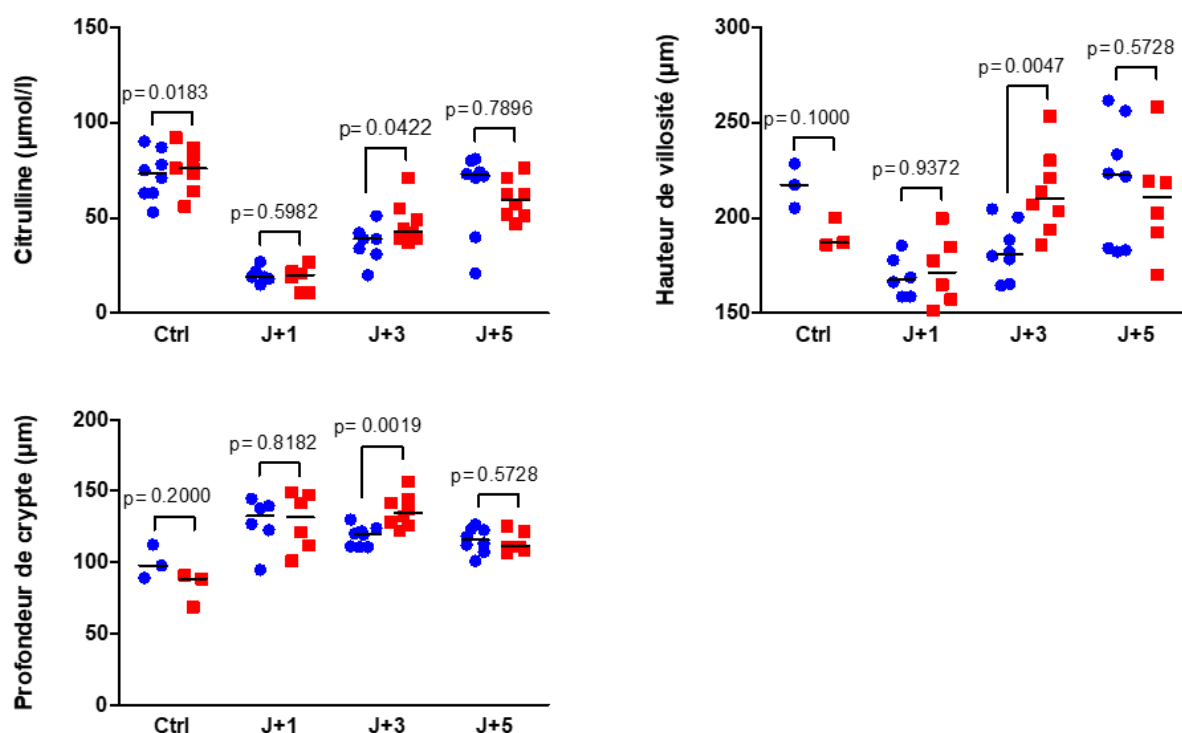 Citrulline (µmol/l)
150
100
50
0
p=0.0183
p=0.5982
p=0.0422
p=0.7896
Ctrl J+1 J+3 J+5
Hauteur de villosité (µm)
300
250
200
150
p=0.1000
p=0.9372
p=0.0047
p=0.5728
Ctrl J+1 J+3 J+5
Profondeur de crypte (µm)
200
150
100
50
0
p=0.2000
p=0.8182
p=0.0019
p=0.5728
Ctrl J+1 J+3 J+5